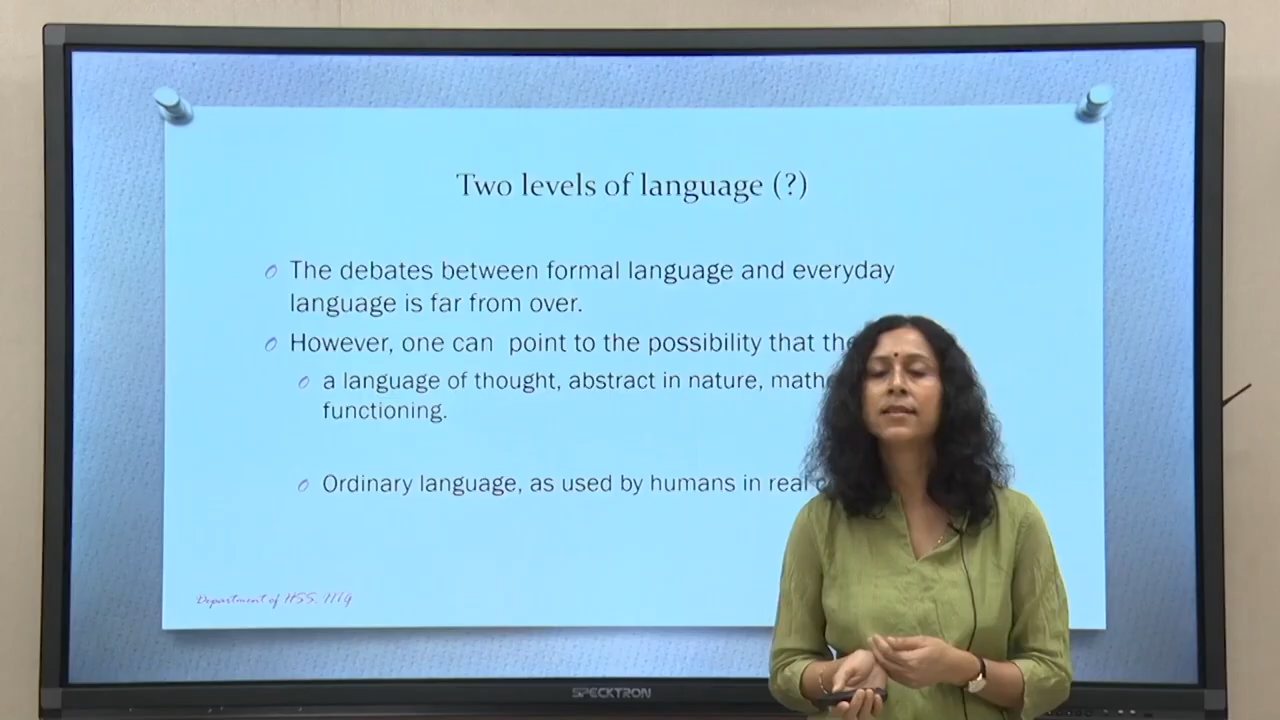 Two levels of language (?)
The debates between formal language and everyday
language is far from over.
However, one can point to the possibility that
a language of thought, abstract in nature,
functioning.
Ordinary language, as used by humans in real
Department of HSS, IITG
SPECKTRON